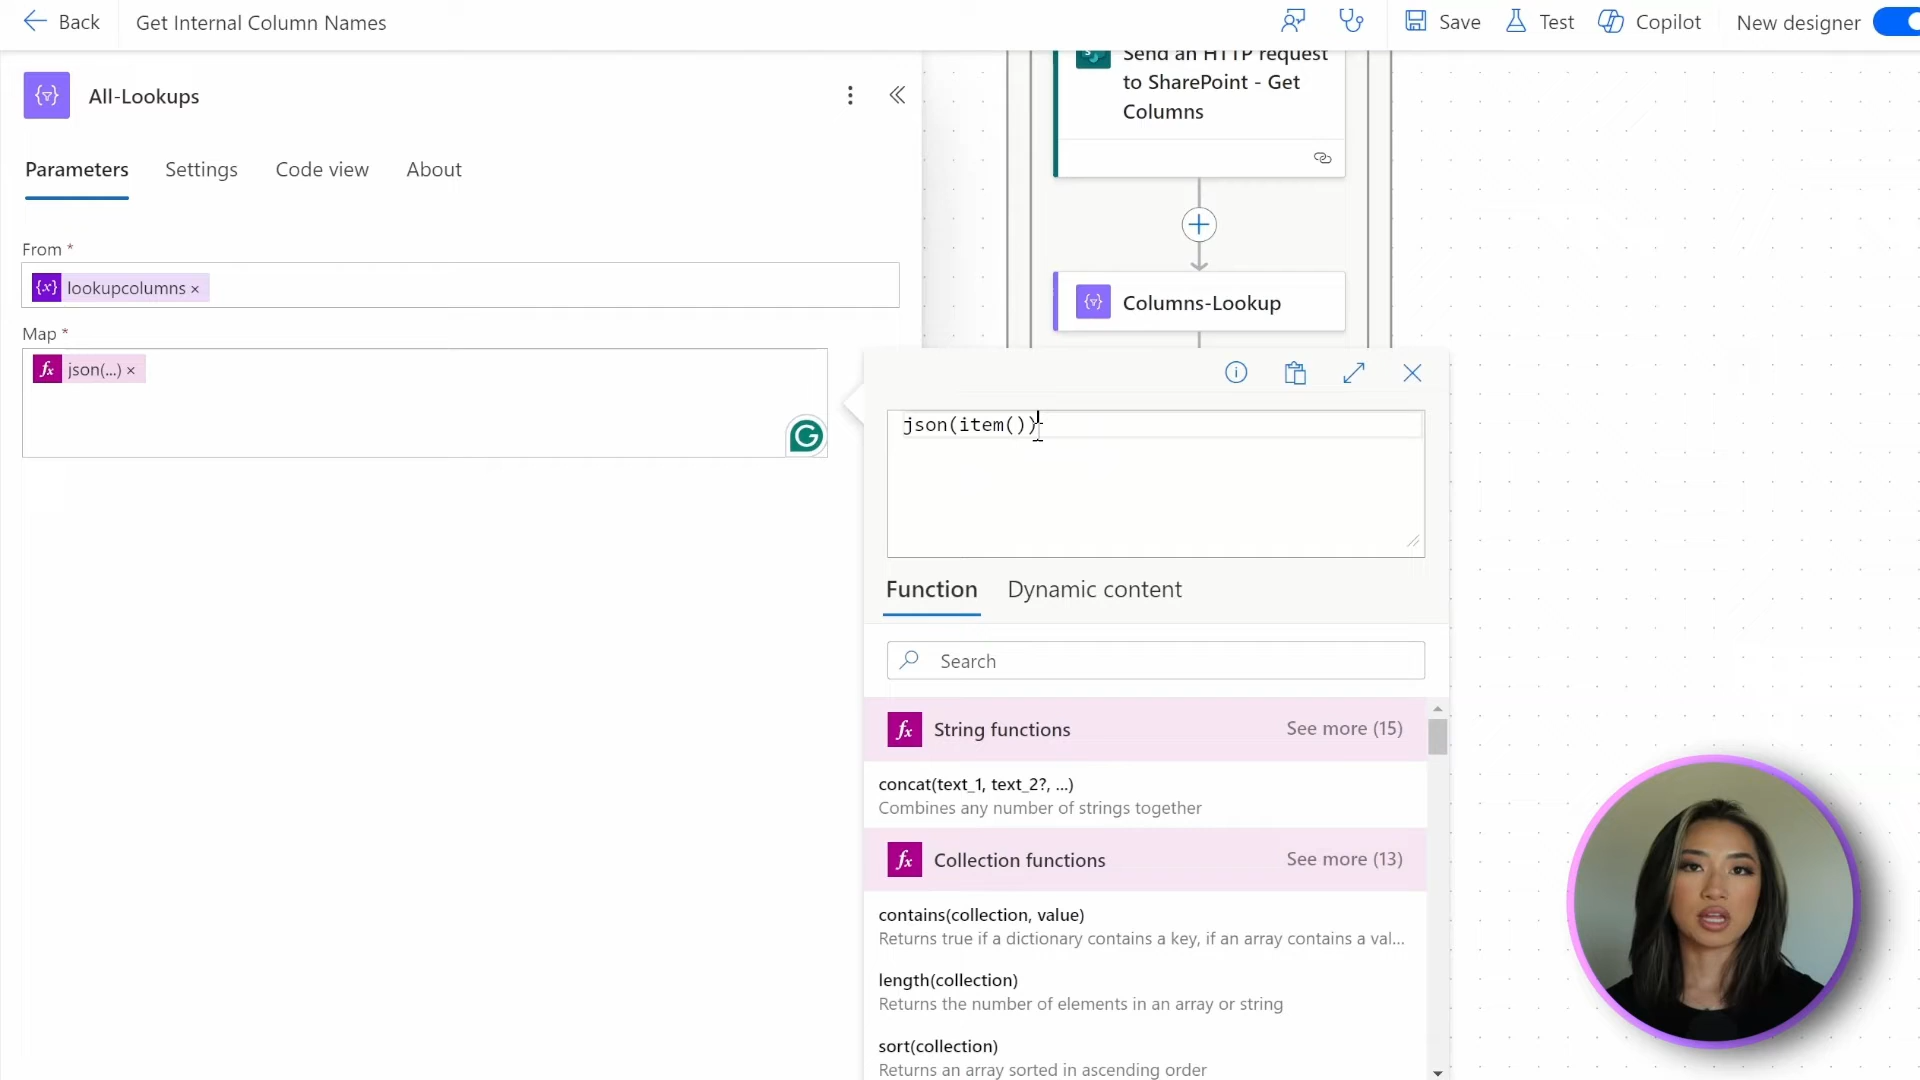 Back
Get Internal Column Names
Save
Test
Copilot
New designer
All-Lookups
Parameters
Settings
Code view
About
From *
{x} lookupcolumns ×
Map *
fx json(...) ×
Send an HTTP request
to SharePoint - Get
Columns
Columns-Lookup
json(item())
Function
Dynamic content
Search
fx String functions
See more (15)
concat(text_1, text_2?, ...)
Combines any number of strings together
fx Collection functions
See more (13)
contains(collection, value)
Returns true if a dictionary contains a key, if an array contains a val...
length(collection)
Returns the number of elements in an array or string
sort(collection)
Returns an array sorted in ascending order